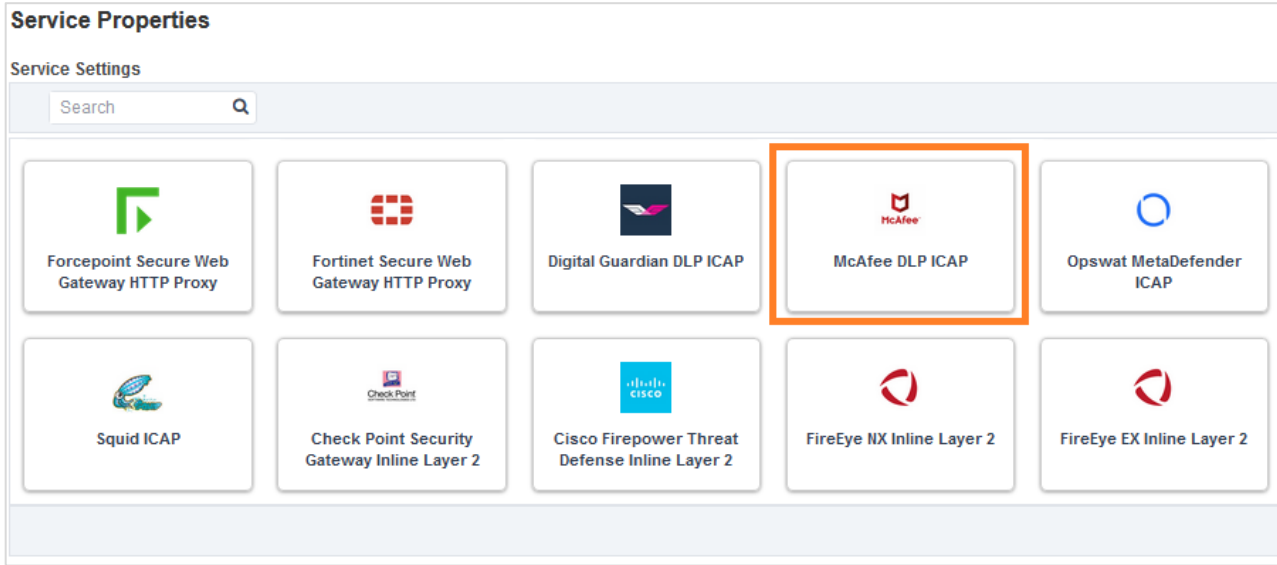 Service Properties
Service Settings
Search
McAfee
Forcepoint Secure Web
Gateway HTTP Proxy
Fortinet Secure Web
Gateway HTTP Proxy
Digital Guardian DLP ICAP
McAfee DLP ICAP
Opswat MetaDefender
ICAP
Check Point
SOFTWARE TECHNOLOGIES LTD
CISCO
Squid ICAP
Check Point Security
Gateway Inline Layer 2
Cisco Firepower Threat
Defense Inline Layer 2
FireEye NX Inline Layer 2
FireEye EX Inline Layer 2